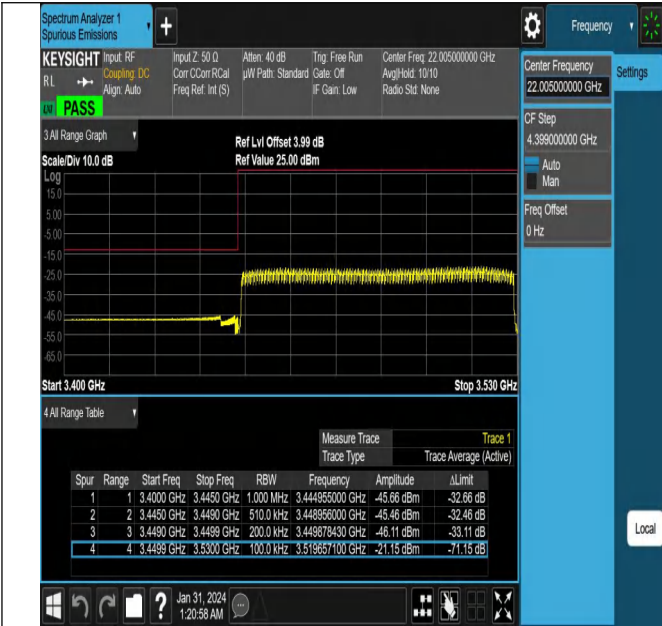 Spectrum Analyzer 1
Spurious Emissions
+
Frequency
KEYSIGHT
RL
LXI
PASS
Input: RF
Coupling: DC
Align: Auto
Input Z: 50 Ω
Corr CCorr RCal
Freq Ref: Int (S)
Atten: 40 dB
µW Path: Standard
Trig: Free Run
Gate: Off
IF Gain: Low
Center Freq: 22.005000000 GHz
Avg|Hold: 10/10
Radio Std: None
Center Frequency
22.005000000 GHz
Settings
CF Step
4.399000000 GHz
Auto
Man
Freq Offset
0 Hz
3 All Range Graph
Scale/Div 10.0 dB
Ref Lvl Offset 3.99 dB
Ref Value 25.00 dBm
Log
15.0
5.00
-5.00
-15.0
-25.0
-35.0
-45.0
-55.0
-65.0
Start 3.400 GHz
Stop 3.530 GHz
4 All Range Table
Measure Trace Trace 1
Trace Type Trace Average (Active)
Spur Range Start Freq Stop Freq RBW Frequency Amplitude ΔLimit
1 1 3.4000 GHz 3.4450 GHz 1.000 MHz 3.444955000 GHz -45.66 dBm -32.66 dB
2 2 3.4450 GHz 3.4490 GHz 510.0 kHz 3.448956000 GHz -45.46 dBm -32.46 dB
3 3 3.4490 GHz 3.4499 GHz 200.0 kHz 3.449878430 GHz -46.11 dBm -33.11 dB
4 4 3.4499 GHz 3.5300 GHz 100.0 kHz 3.519657100 GHz -21.15 dBm -71.15 dB
Local
?
Jan 31, 2024
1:20:58 AM